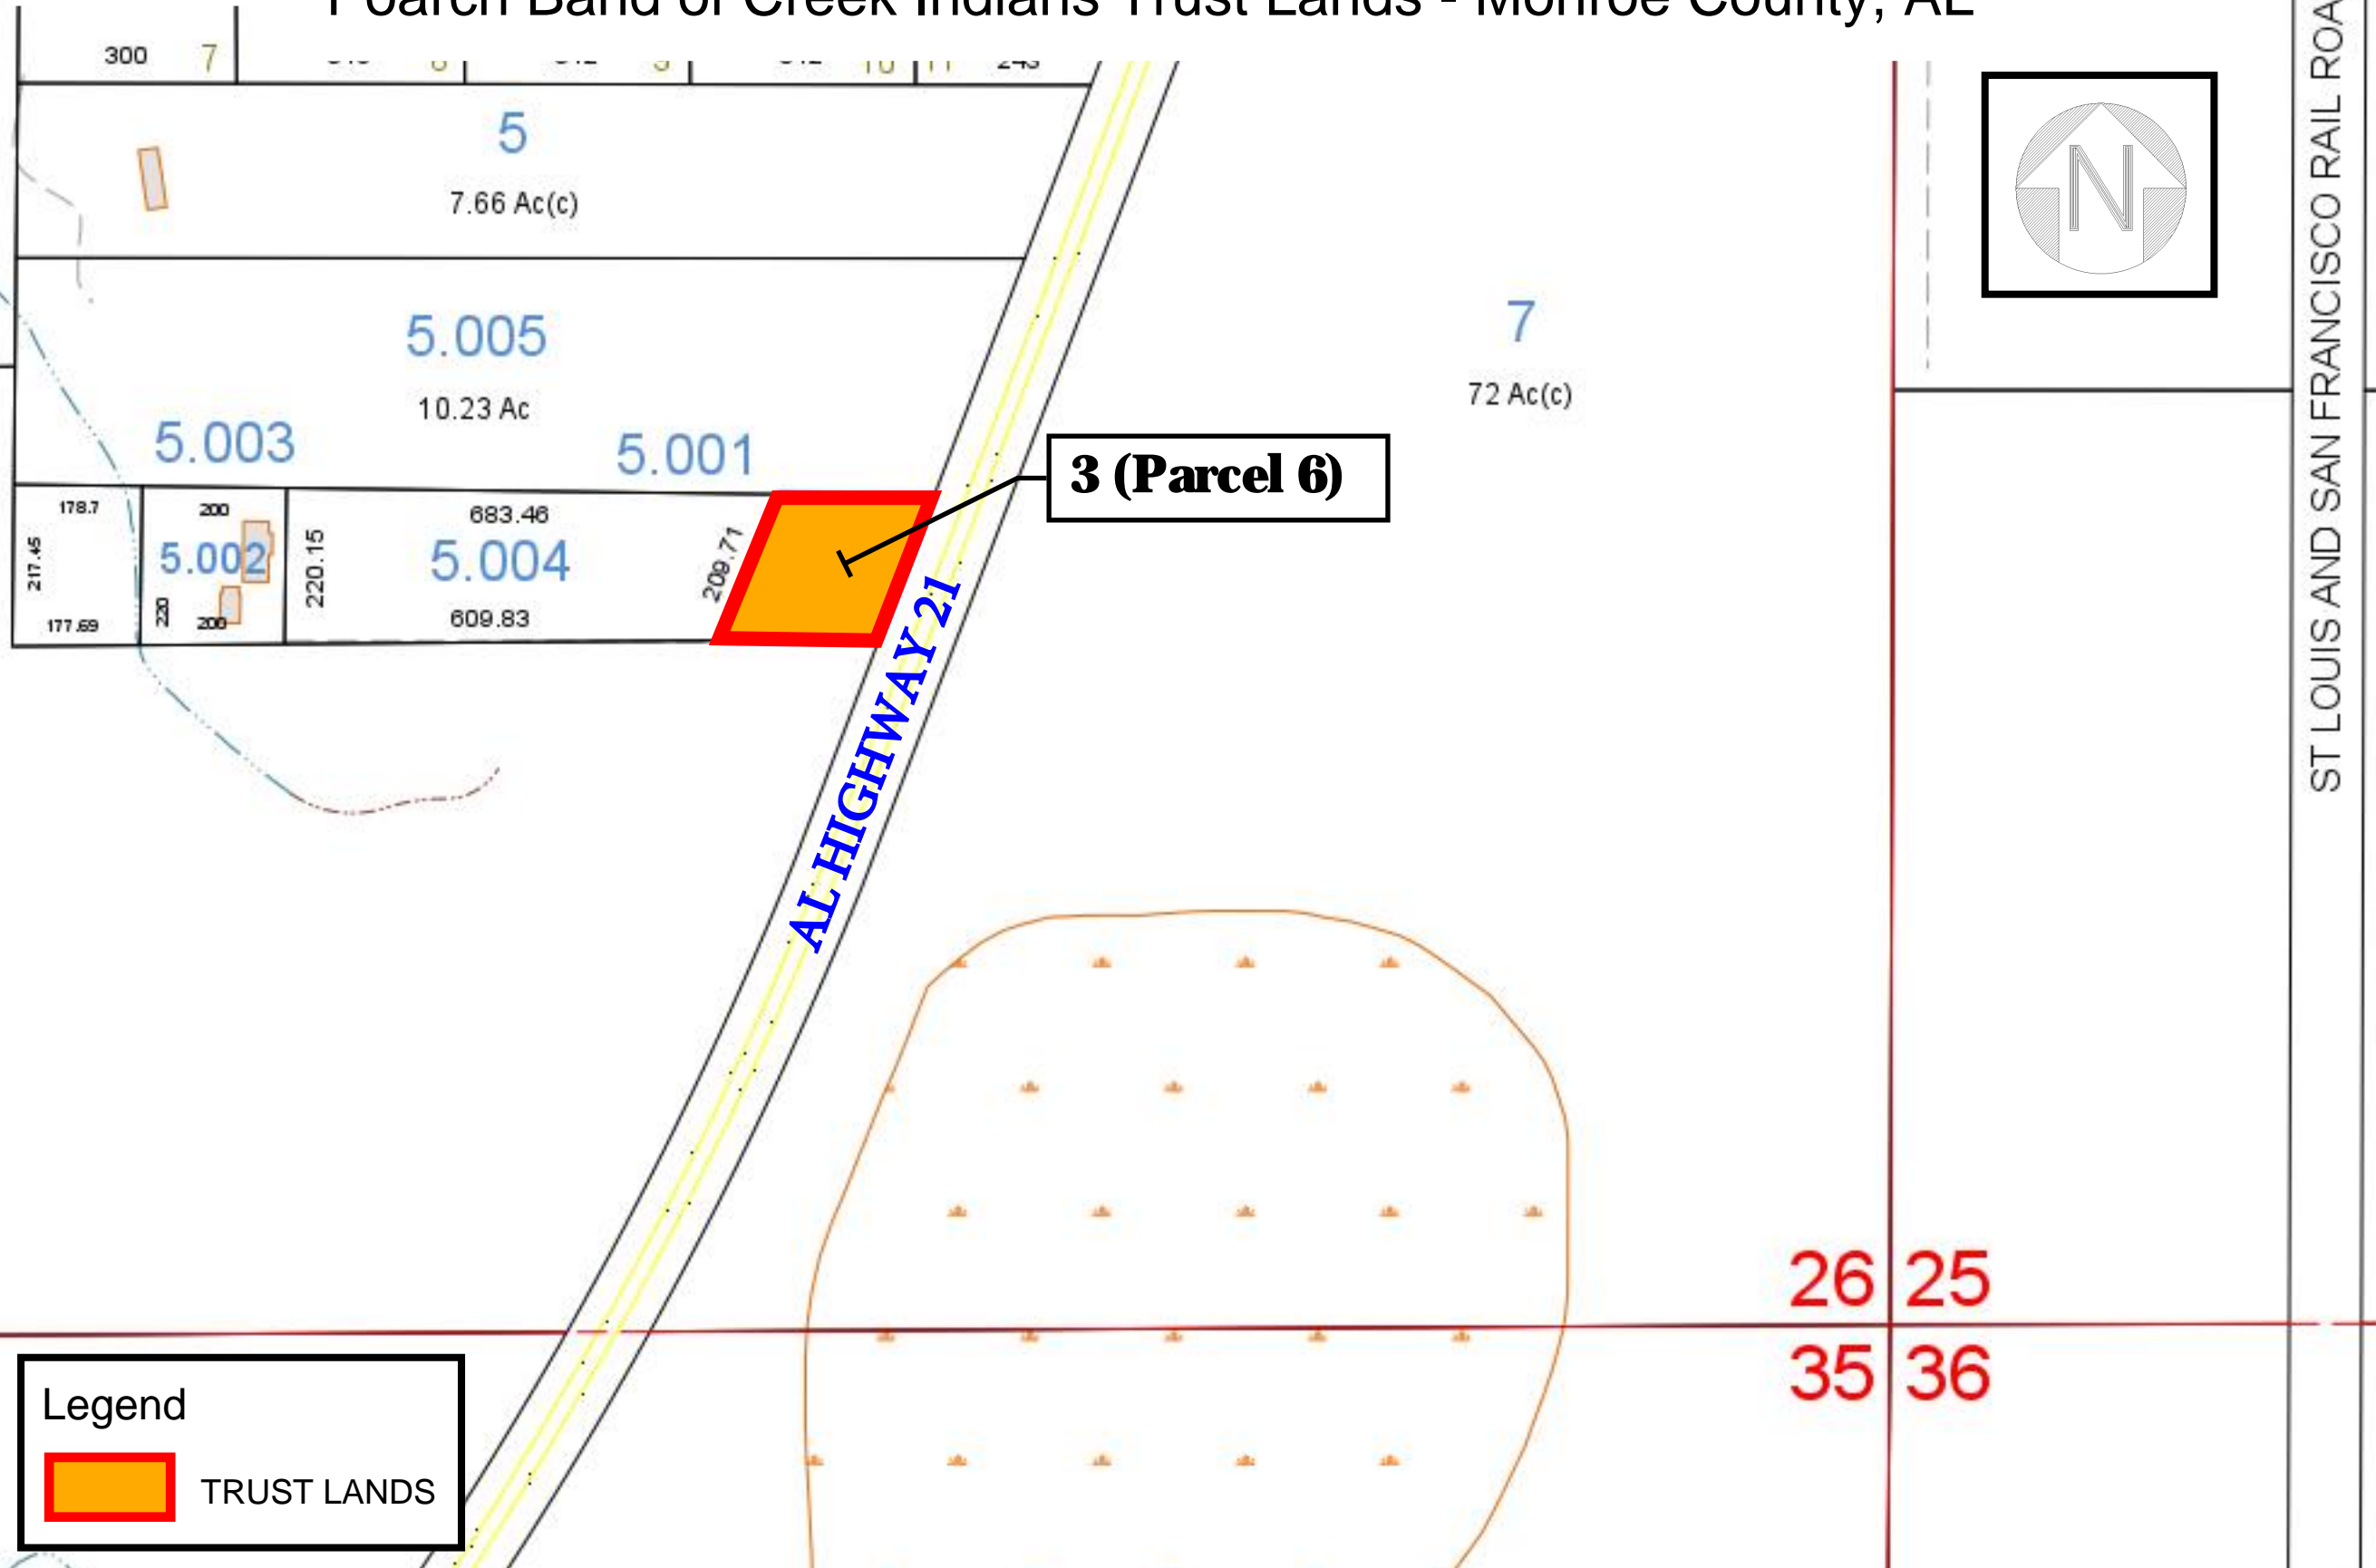 Poarch Band of Creek Indians Trust Lands - Monroe County, AL
300 7
5
7.66 Ac(c)
5.005
10.23 Ac
5.003
5.001
7
72 Ac(c)
3 (Parcel 6)
178.7
217.45
177.69
200
5.002
220
200
220.15
683.46
5.004
609.83
209.71
AL HIGHWAY 21
N
ST LOUIS AND SAN FRANCISCO RAIL ROA
26 25
35 36
Legend
TRUST LANDS